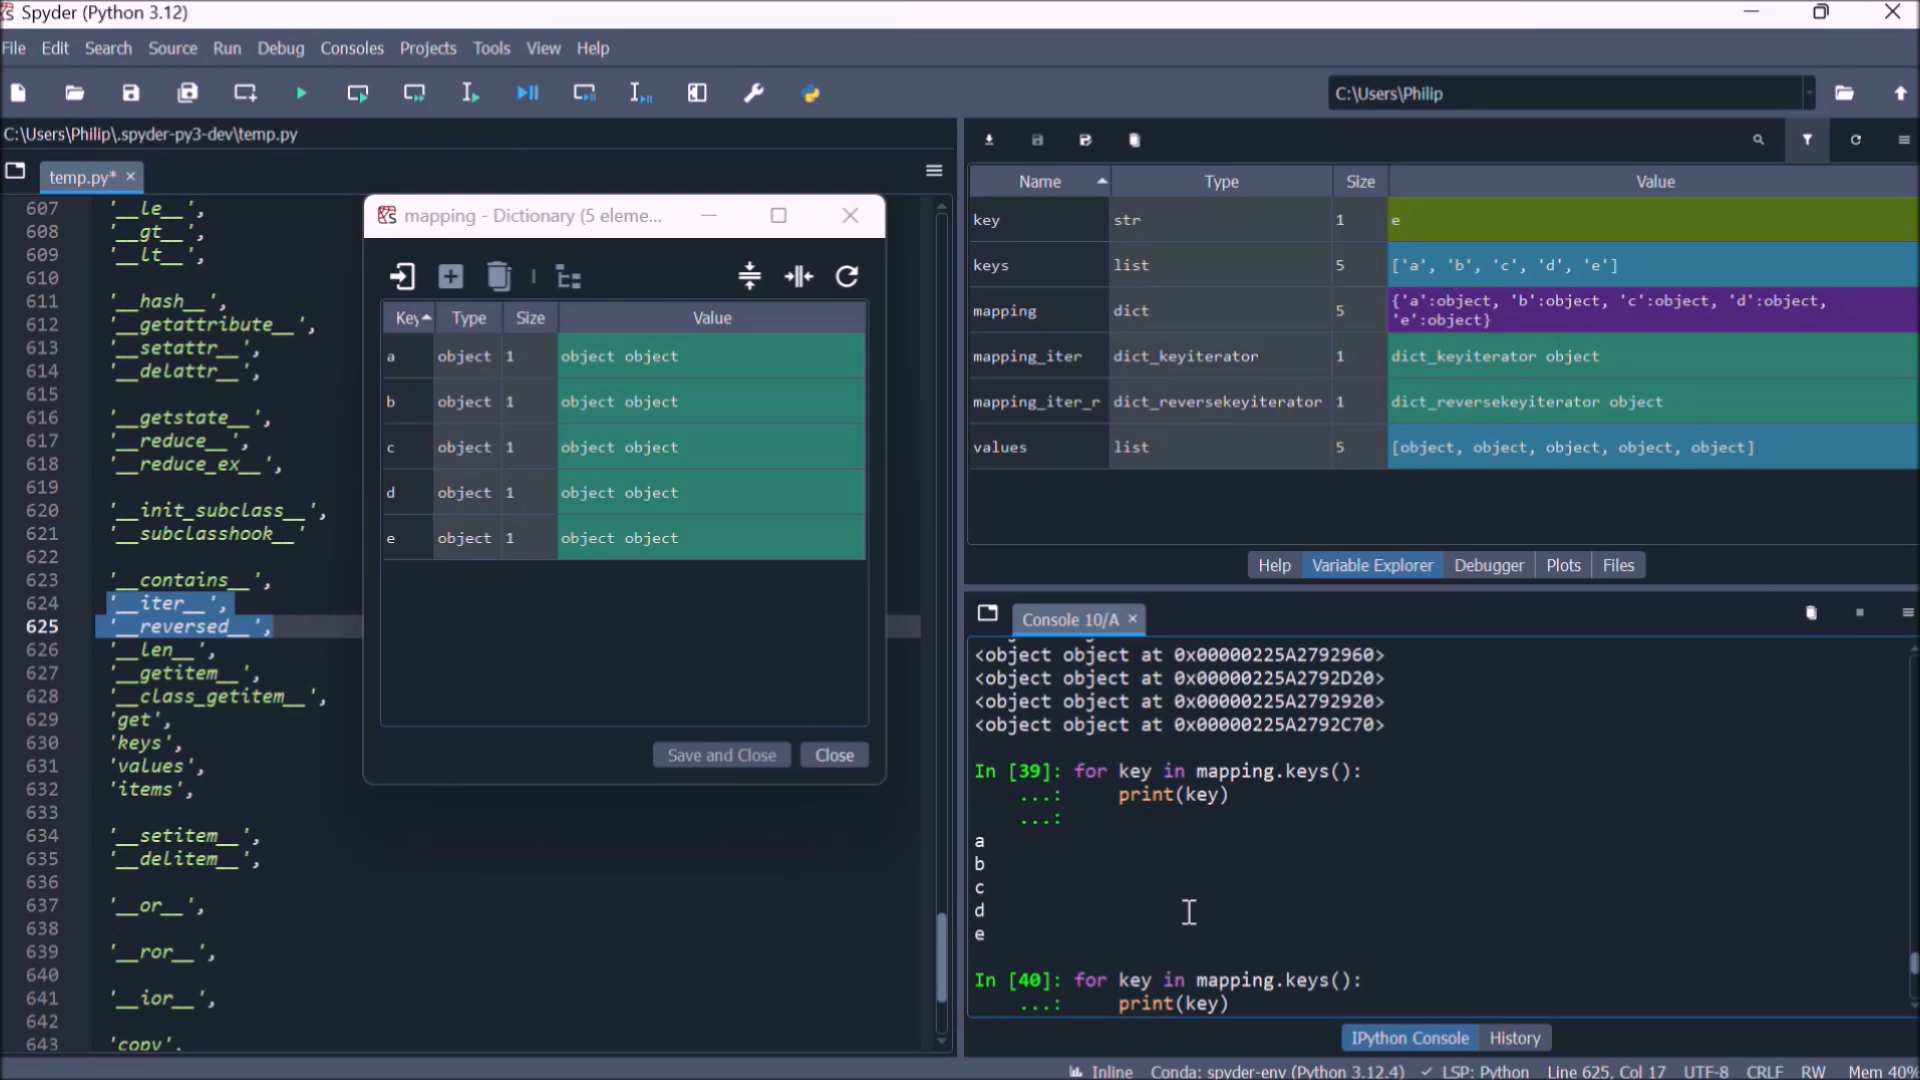 Spyder (Python 3.12)
File Edit Search Source Run Debug Consoles Projects Tools View Help
C:\Users\Philip
C:\Users\Philip\.spyder-py3-dev\temp.py
temp.py*
607 '__le__',
608 '__gt__',
609 '__lt__',
610
611 '__hash__',
612 '__getattribute__',
613 '__setattr__',
614 '__delattr__',
615
616 '__getstate__',
617 '__reduce__',
618 '__reduce_ex__',
619
620 '__init_subclass__',
621 '__subclasshook__'
622
623 '__contains__',
624 '__iter__',
625 '__reversed__',
626 '__len__',
627 '__getitem__',
628 '__class_getitem__',
629 'get',
630 'keys',
631 'values',
632 'items',
633
634 '__setitem__',
635 '__delitem__',
636
637 '__or__',
638
639 '__ror__',
640
641 '__ior__',
642
643 'copy',
mapping - Dictionary (5 eleme...
Key Type Size Value
a object 1 object object
b object 1 object object
c object 1 object object
d object 1 object object
e object 1 object object
Save and Close Close
Name Type Size Value
key str 1 e
keys list 5 ['a', 'b', 'c', 'd', 'e']
mapping dict 5 {'a':object, 'b':object, 'c':object, 'd':object,
'e':object}
mapping_iter dict_keyiterator 1 dict_keyiterator object
mapping_iter_r dict_reversekeyiterator 1 dict_reversekeyiterator object
values list 5 [object, object, object, object, object]
Help Variable Explorer Debugger Plots Files
Console 10/A
<object object at 0x00000225A2792960>
<object object at 0x00000225A2792D20>
<object object at 0x00000225A2792920>
<object object at 0x00000225A2792C70>
In [39]: for key in mapping.keys():
...: print(key)
...:
a
b
c
d
e
In [40]: for key in mapping.keys():
...: print(key)
IPython Console History
Inline Conda: spyder-env (Python 3.12.4) LSP: Python Line 625, Col 17 UTF-8 CRLF RW Mem 40%